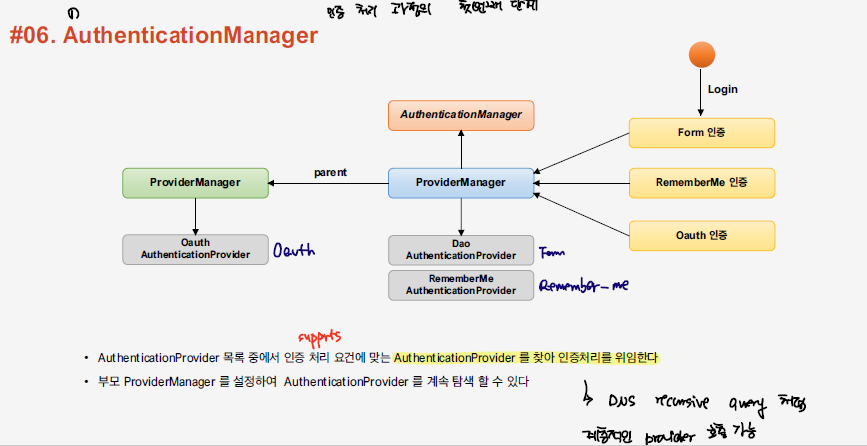 인증 처리 과정의 첫번째 단계
#06. AuthenticationManager
Login
AuthenticationManager
Form 인증
parent
ProviderManager
ProviderManager
RememberMe 인증
Oauth
AuthenticationProvider
Oauth
Dao
AuthenticationProvider
Form
Oauth 인증
RememberMe
AuthenticationProvider
Remember-me
supports
• AuthenticationProvider 목록 중에서 인증 처리 요건에 맞는 AuthenticationProvider 를 찾아 인증처리를 위임한다
• 부모 ProviderManager 를 설정하여 AuthenticationProvider 를 계속 탐색 할 수 있다
↳ DNS recursive query 처럼
계층적인 provider 호출 가능